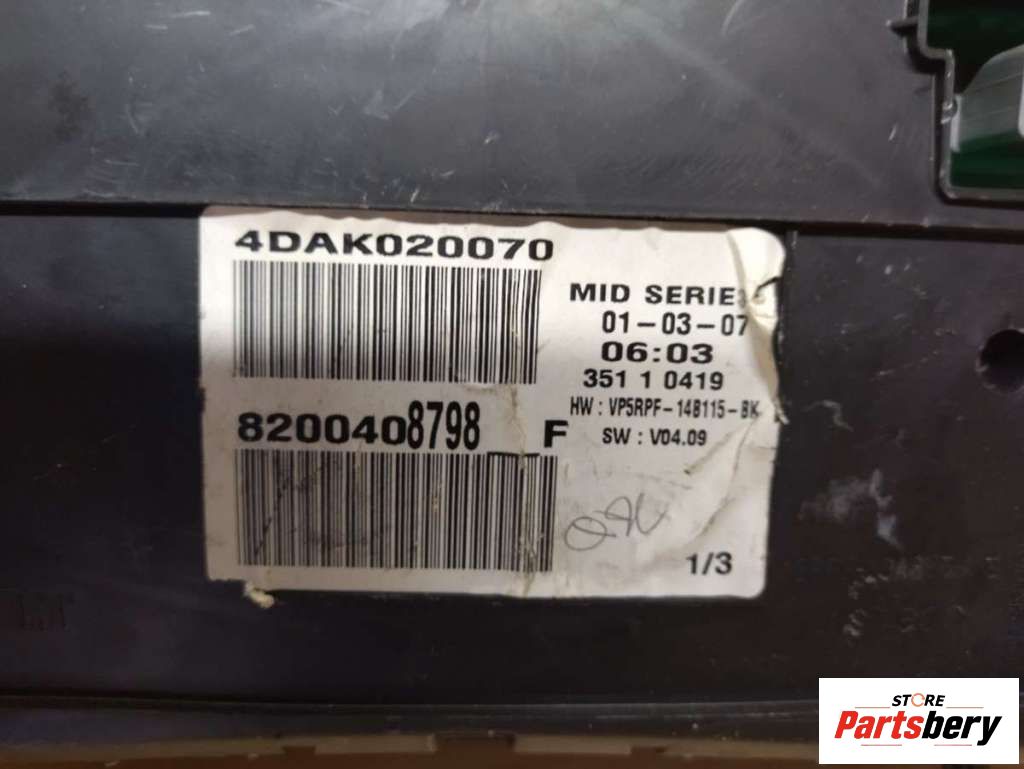 4DAK020070
MID SERIE
01-03-07
06:03
351 1 0419
HW : VP5RPF-14B115-BK
8200408798__F
SW : V04.09
1/3
STORE
Partsbery